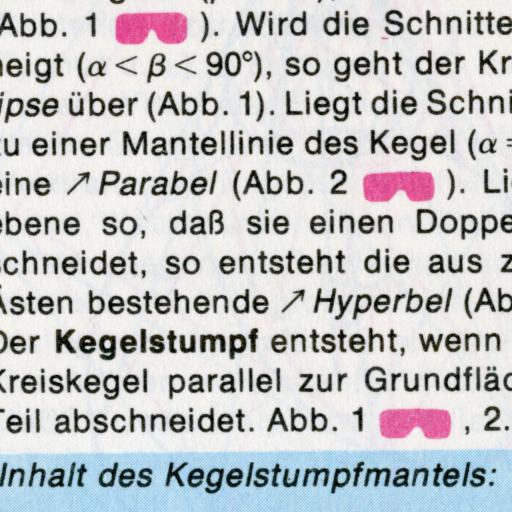 Abb. 1 ). Wird die Schnitte
neigt (α < β < 90°), so geht der Kr
ipse über (Abb. 1). Liegt die Schni
zu einer Mantellinie des Kegel (α =
eine ↗ Parabel (Abb. 2 ). Li
ebene so, daß sie einen Doppe
schneidet, so entsteht die aus z
Ästen bestehende ↗ Hyperbel (Ab
Der Kegelstumpf entsteht, wenn
Kreiskegel parallel zur Grundfläc
Teil abschneidet. Abb. 1 , 2.
Inhalt des Kegelstumpfmantels: